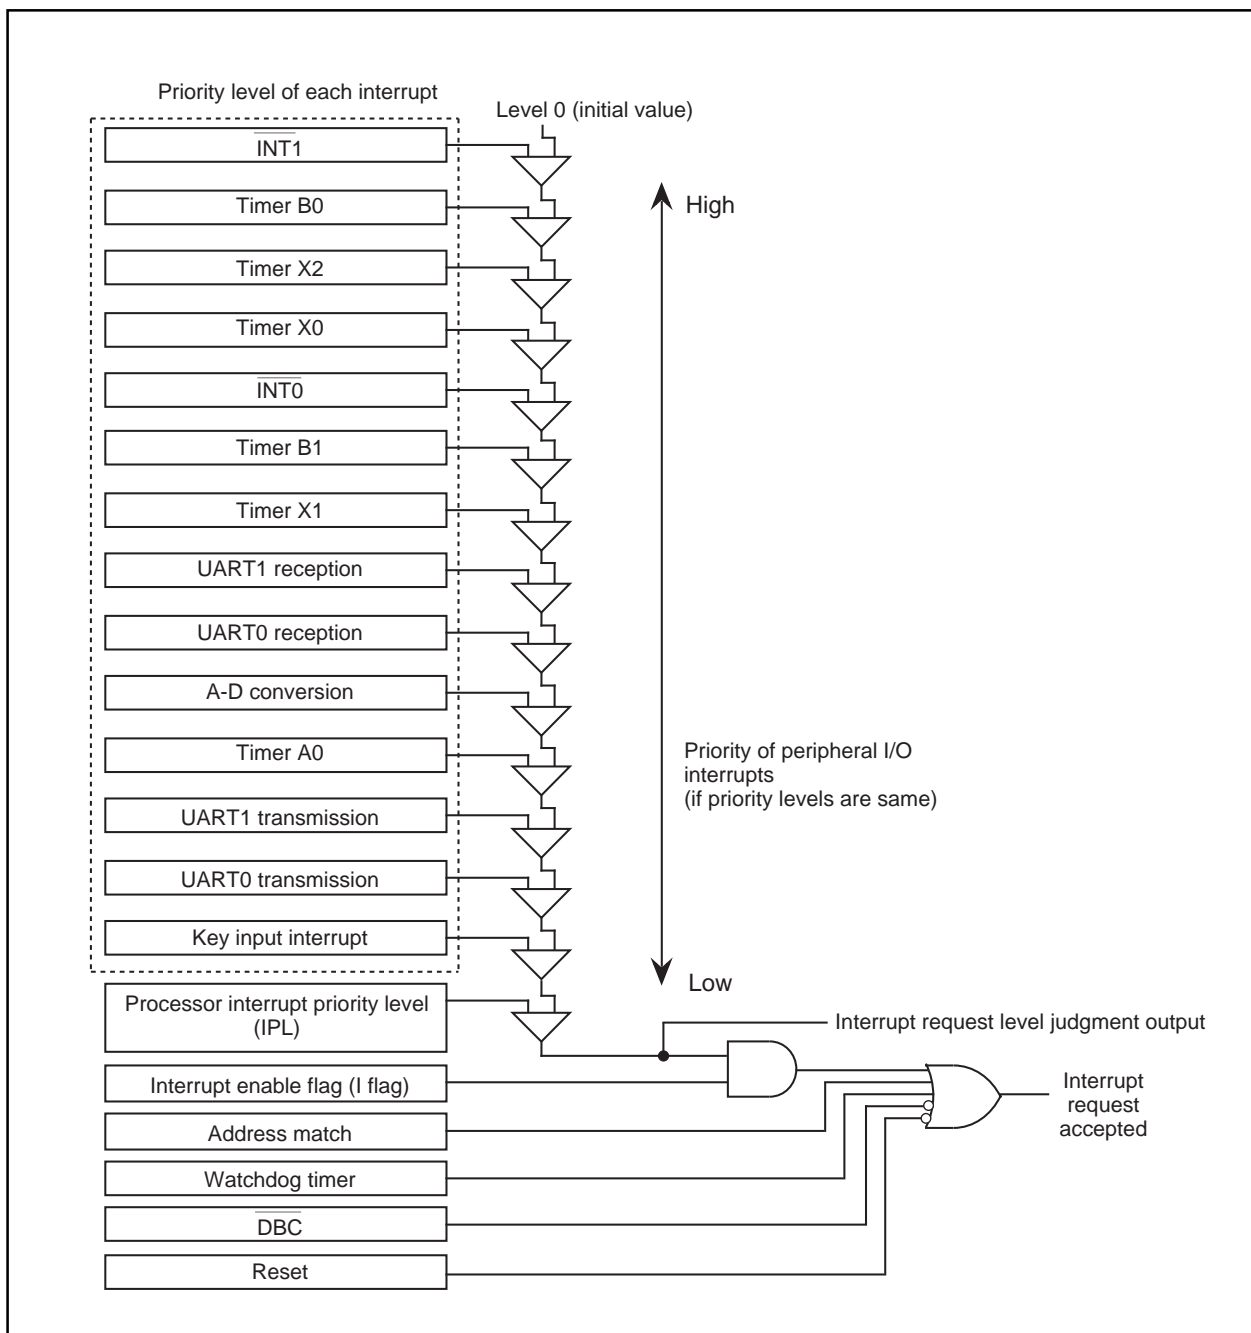 Priority level of each interrupt
Level 0 (initial value)
I̅N̅T̅1̅
High
Timer B0
Timer X2
Timer X0
I̅N̅T̅0̅
Timer B1
Timer X1
UART1 reception
UART0 reception
A-D conversion
Timer A0
Priority of peripheral I/O
interrupts
(if priority levels are same)
UART1 transmission
UART0 transmission
Key input interrupt
Low
Processor interrupt priority level
(IPL)
Interrupt request level judgment output
Interrupt enable flag (I flag)
Interrupt
request
accepted
Address match
Watchdog timer
D̅B̅C̅
Reset